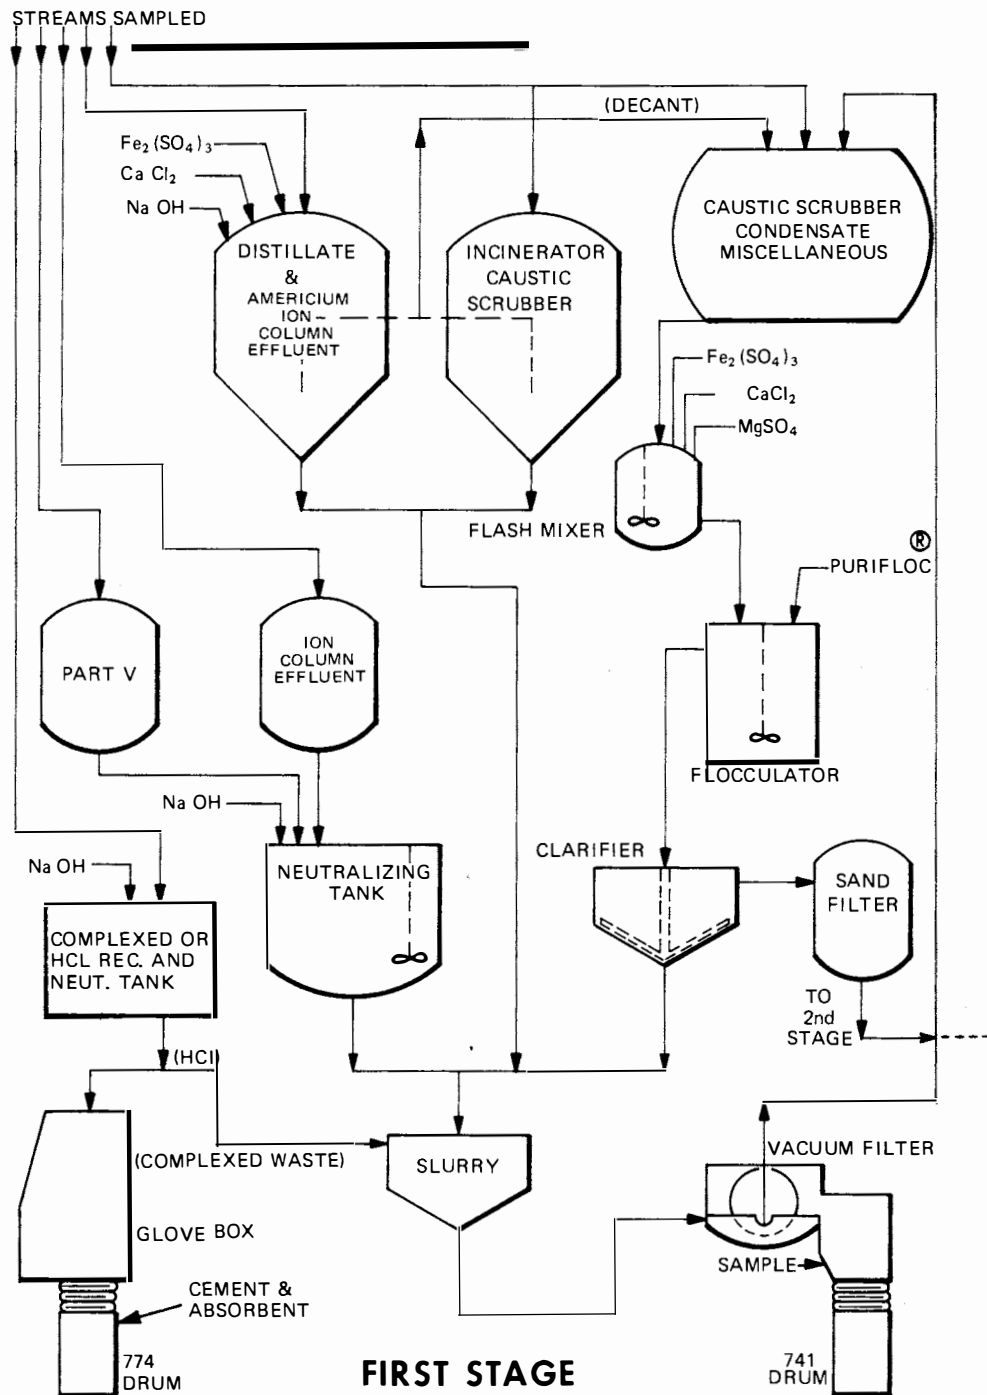 STREAMS SAMPLED
(DECANT)
Fe2(SO4)3
Ca Cl2
Na OH
DISTILLATE
&
AMERICIUM
ION
COLUMN
EFFLUENT
INCINERATOR
CAUSTIC
SCRUBBER
CAUSTIC SCRUBBER
CONDENSATE
MISCELLANEOUS
Fe2(SO4)3
CaCl2
MgSO4
FLASH MIXER
®
PURIFLOC
PART V
ION
COLUMN
EFFLUENT
FLOCCULATOR
Na OH
NEUTRALIZING
TANK
CLARIFIER
SAND
FILTER
Na OH
COMPLEXED OR
HCL REC. AND
NEUT. TANK
TO
2nd
STAGE
(HCl)
(COMPLEXED WASTE)
SLURRY
VACUUM FILTER
GLOVE BOX
SAMPLE
CEMENT &
ABSORBENT
774
DRUM
741
DRUM
FIRST STAGE